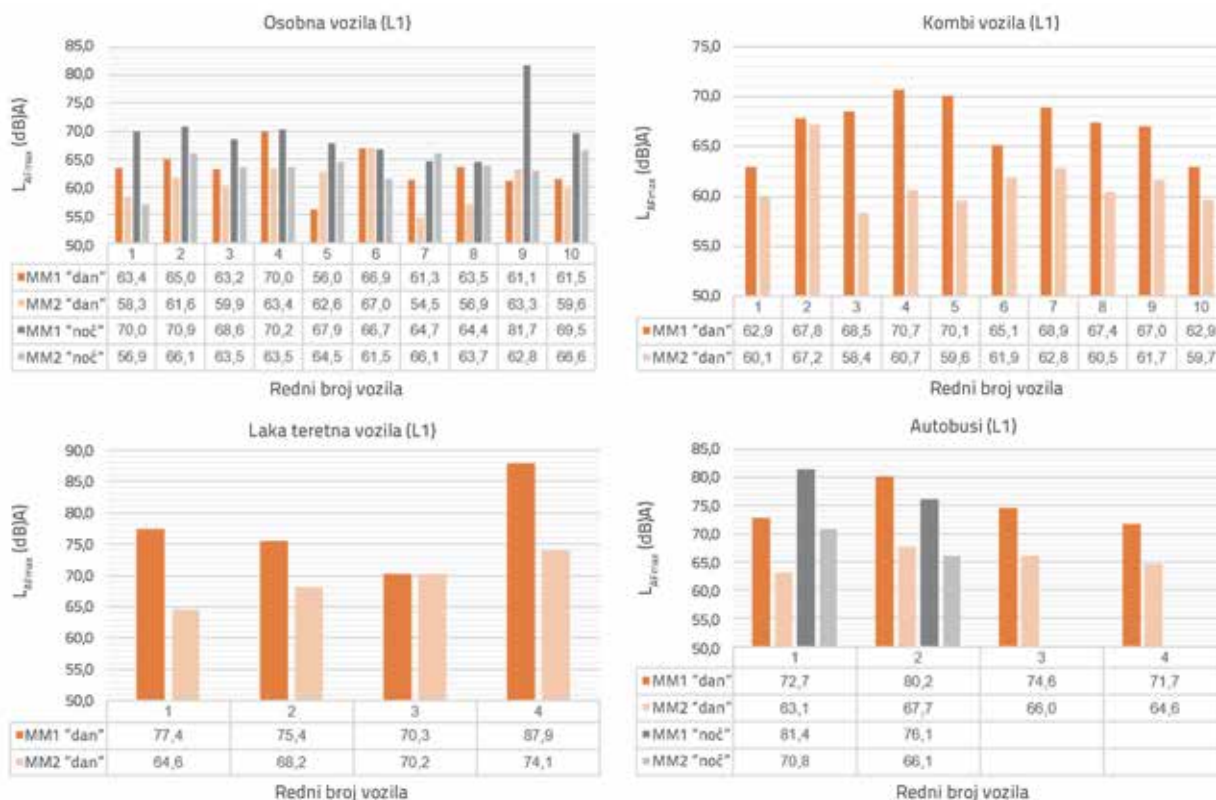 Osobna vozila (L1)
L_AFmax (dB)A)
85,0
80,0
75,0
70,0
65,0
60,0
55,0
50,0
1 2 3 4 5 6 7 8 9 10
MM1 "dan" 63,4 65,0 63,2 70,0 56,0 66,9 61,3 63,5 61,1 61,5
MM2 "dan" 58,3 61,6 59,9 63,4 62,6 67,0 54,5 56,9 63,3 59,6
MM1 "noč" 70,0 70,9 68,6 70,2 67,9 66,7 64,7 64,4 81,7 69,5
MM2 "noč" 56,9 66,1 63,5 63,5 64,5 61,5 66,1 63,7 62,8 66,6
Redni broj vozila
Kombi vozila (L1)
L_AFmax (dB)A)
75,0
70,0
65,0
60,0
55,0
50,0
1 2 3 4 5 6 7 8 9 10
MM1 "dan" 62,9 67,8 68,5 70,7 70,1 65,1 68,9 67,4 67,0 62,9
MM2 "dan" 60,1 67,2 58,4 60,7 59,6 61,9 62,8 60,5 61,7 59,7
Redni broj vozila
Laka teretna vozila (L1)
L_AFmax (dB)A)
90,0
85,0
80,0
75,0
70,0
65,0
60,0
55,0
50,0
1 2 3 4
MM1 "dan" 77,4 75,4 70,3 87,9
MM2 "dan" 64,6 68,2 70,2 74,1
Redni broj vozila
Autobusi (L1)
L_AFmax (dB)A)
85,0
80,0
75,0
70,0
65,0
60,0
55,0
50,0
1 2 3 4
MM1 "dan" 72,7 80,2 74,6 71,7
MM2 "dan" 63,1 67,7 66,0 64,6
MM1 "noč" 81,4 76,1
MM2 "noč" 70,8 66,1
Redni broj vozila